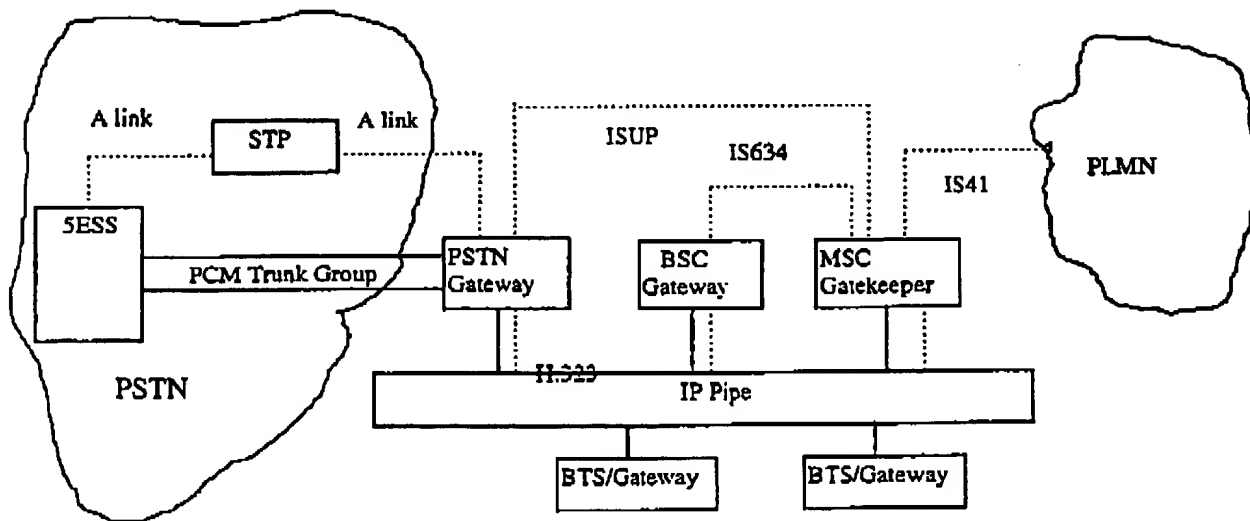 A link
STP
A link
ISUP
IS634
IS41
PLMN
5ESS
PCM Trunk Group
PSTN
Gateway
BSC
Gateway
MSC
Gatekeeper
PSTN
H.323
IP Pipe
BTS/Gateway
BTS/Gateway